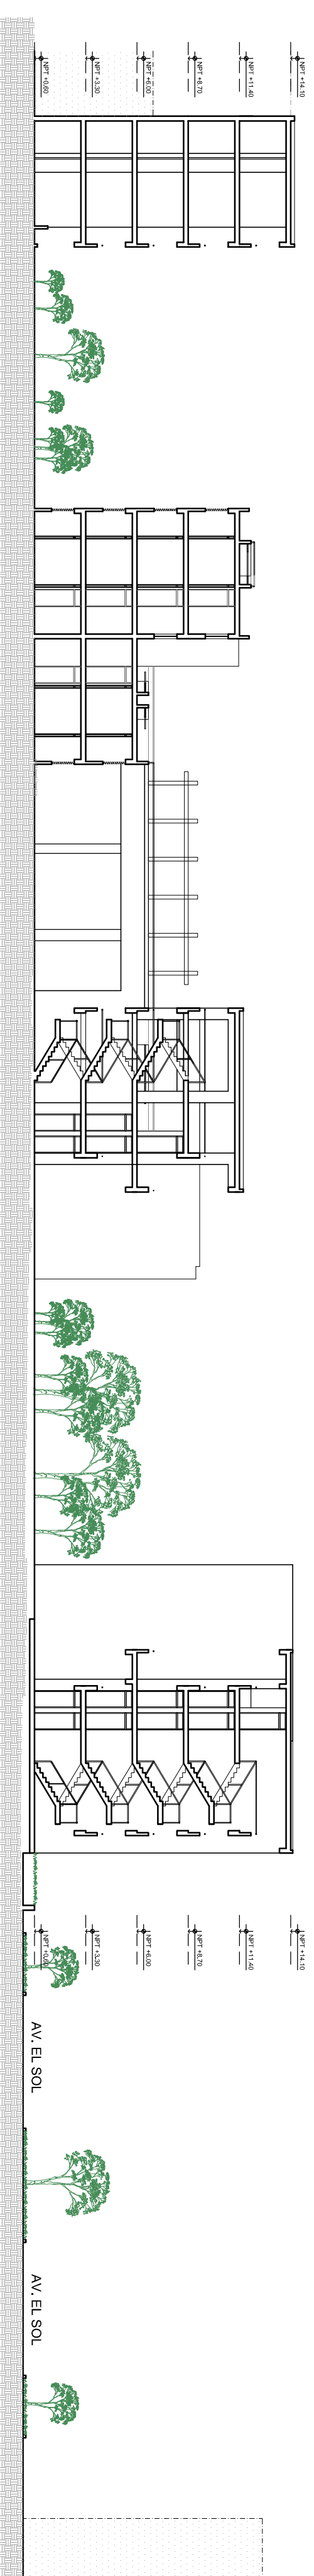 NPT +14.10
NPT +11.40
NPT +8.70
NPT +6.00
NPT +3.30
NPT +0.60
NPT +14.10
NPT +11.40
NPT +8.70
NPT +6.00
NPT +3.30
NPT +0.60
AV. EL SOL
AV. EL SOL